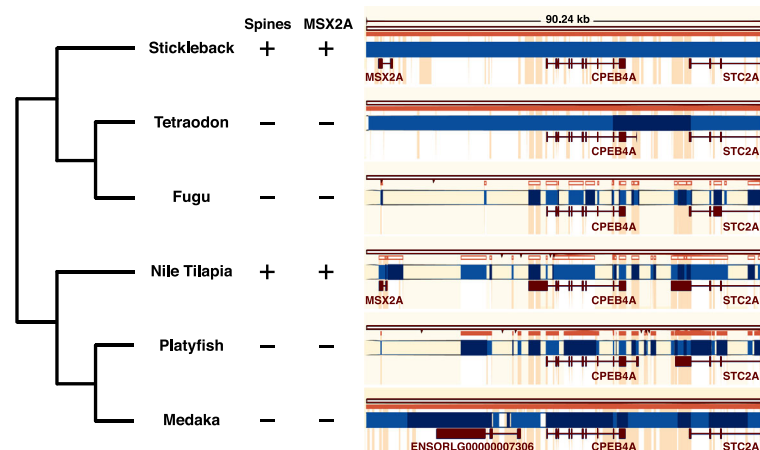 Spines MSX2A
90.24 kb
Stickleback + +
MSX2A CPEB4A STC2A
Tetraodon − −
CPEB4A STC2A
Fugu − −
CPEB4A STC2A
Nile Tilapia + +
MSX2A CPEB4A STC2A
Platyfish − −
CPEB4A STC2A
Medaka − −
ENSORLG00000007306 CPEB4A STC2A